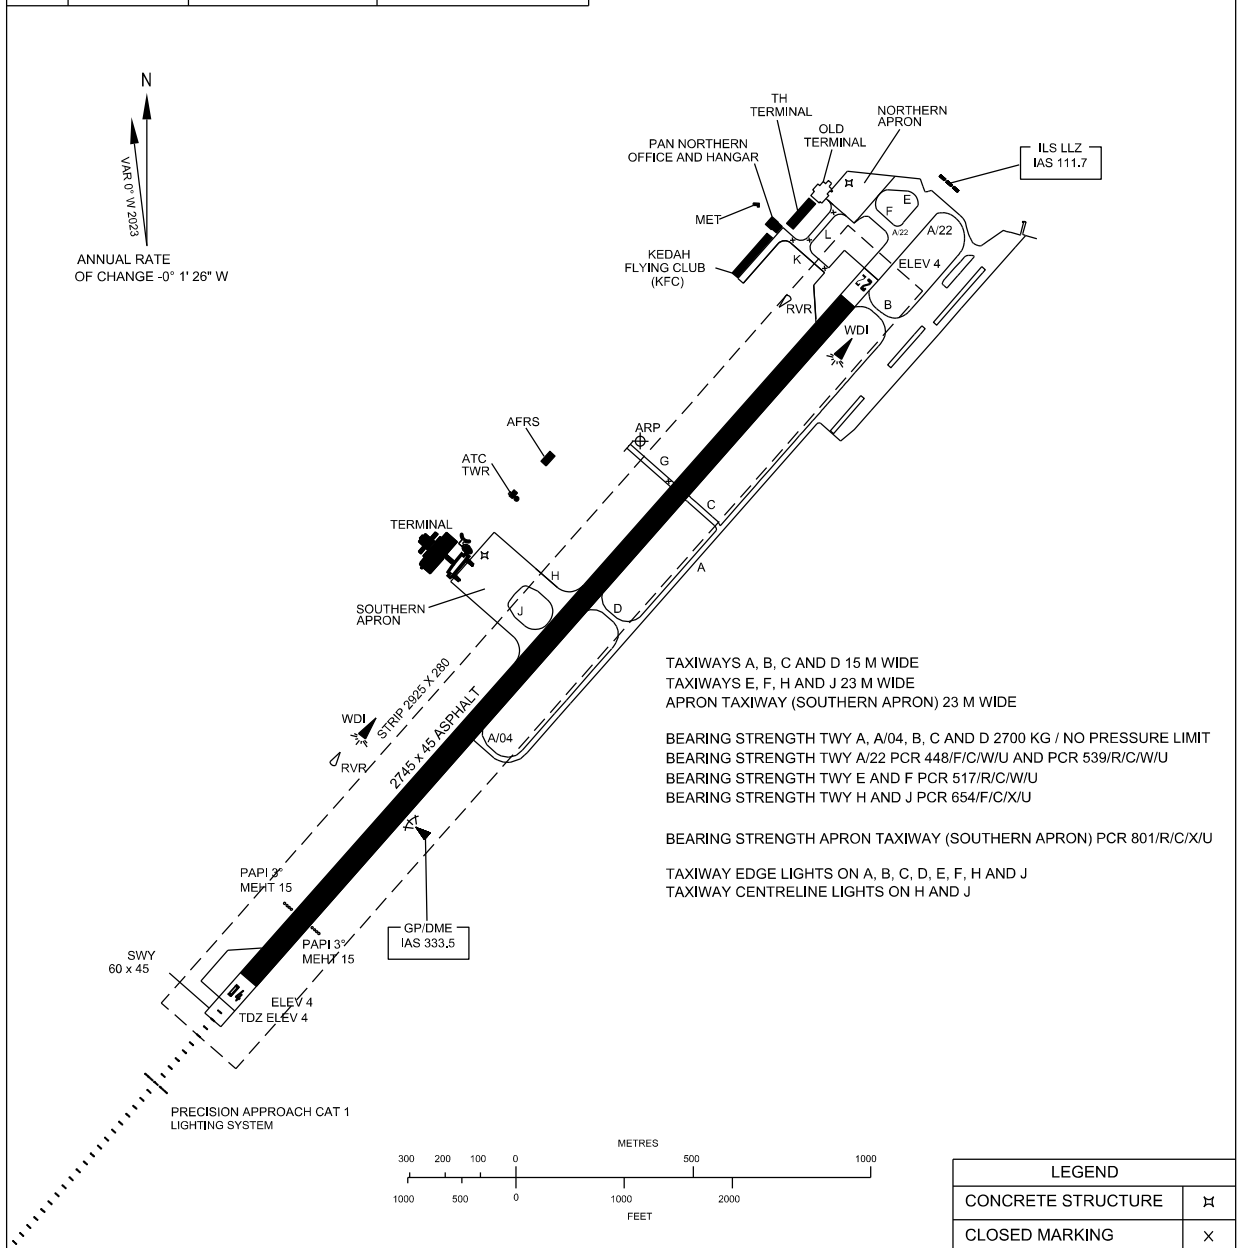 N
VAR 0° W 2023
ANNUAL RATE
OF CHANGE -0° 1' 26" W
TH
TERMINAL
OLD
TERMINAL
NORTHERN
APRON
PAN NORTHERN
OFFICE AND HANGAR
ILS LLZ
IAS 111.7
MET
KEDAH
FLYING CLUB
(KFC)
E
F
A/22
A/22
L
K
ELEV 4
22
B
RVR
WDI
ARP
AFRS
G
ATC
TWR
C
TERMINAL
A
H
J
D
SOUTHERN
APRON
STRIP 2925 X 280
2745 x 45 ASPHALT
WDI
RVR
A/04
TAXIWAYS A, B, C AND D 15 M WIDE
TAXIWAYS E, F, H AND J 23 M WIDE
APRON TAXIWAY (SOUTHERN APRON) 23 M WIDE
BEARING STRENGTH TWY A, A/04, B, C AND D 2700 KG / NO PRESSURE LIMIT
BEARING STRENGTH TWY A/22 PCR 448/F/C/W/U AND PCR 539/R/C/W/U
BEARING STRENGTH TWY E AND F PCR 517/R/C/W/U
BEARING STRENGTH TWY H AND J PCR 654/F/C/X/U
BEARING STRENGTH APRON TAXIWAY (SOUTHERN APRON) PCR 801/R/C/X/U
TAXIWAY EDGE LIGHTS ON A, B, C, D, E, F, H AND J
TAXIWAY CENTRELINE LIGHTS ON H AND J
PAPI 3°
MEHT 15
PAPI 3°
MEHT 15
GP/DME
IAS 333.5
SWY
60 x 45
04
ELEV 4
TDZ ELEV 4
PRECISION APPROACH CAT 1
LIGHTING SYSTEM
METRES
300 200 100 0 500 1000
1000 500 0 1000 2000
FEET
LEGEND
CONCRETE STRUCTURE
CLOSED MARKING X